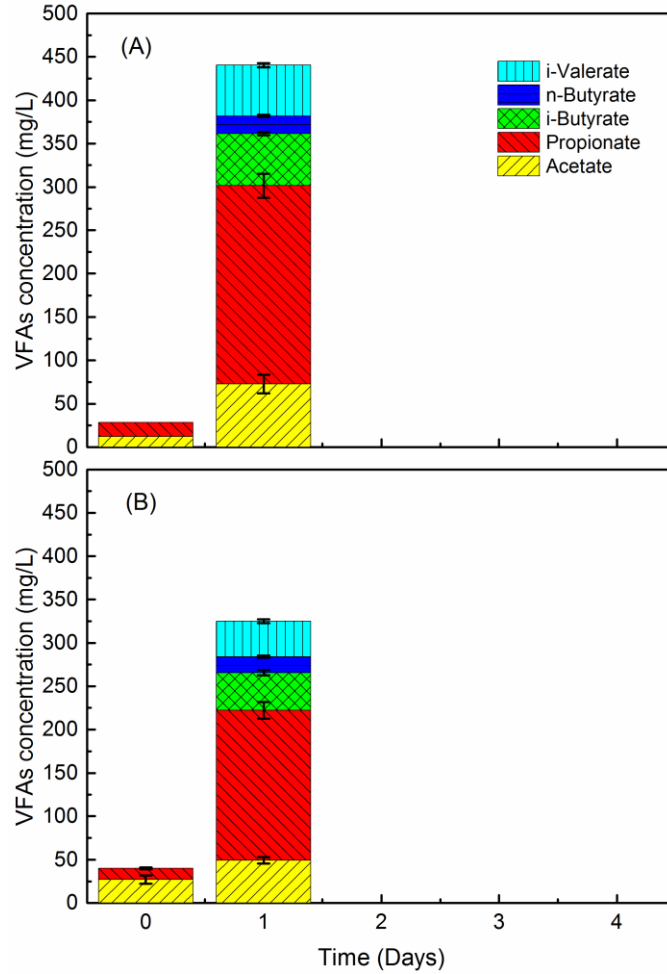 500
450
400
350
300
250
200
150
100
50
0
VFAs concentration (mg/L)
(A)
i-Valerate
n-Butyrate
i-Butyrate
Propionate
Acetate
500
450
400
350
300
250
200
150
100
50
0
VFAs concentration (mg/L)
(B)
0 1 2 3 4
Time (Days)